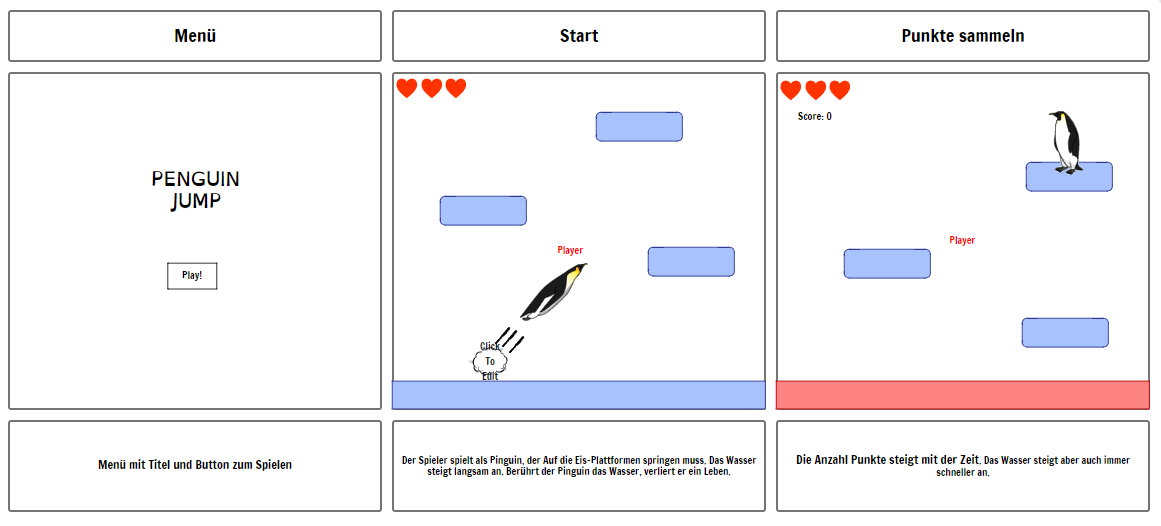 Menü
Start
Punkte sammeln
PENGUIN
JUMP
Play!
Player
Click
To
Edit
Score: 0
Player
Menü mit Titel und Button zum Spielen
Der Spieler spielt als Pinguin, der Auf die Eis-Plattformen springen muss. Das Wasser
steigt langsam an. Berührt der Pinguin das Wasser, verliert er ein Leben.
Die Anzahl Punkte steigt mit der Zeit. Das Wasser steigt aber auch immer
schneller an.